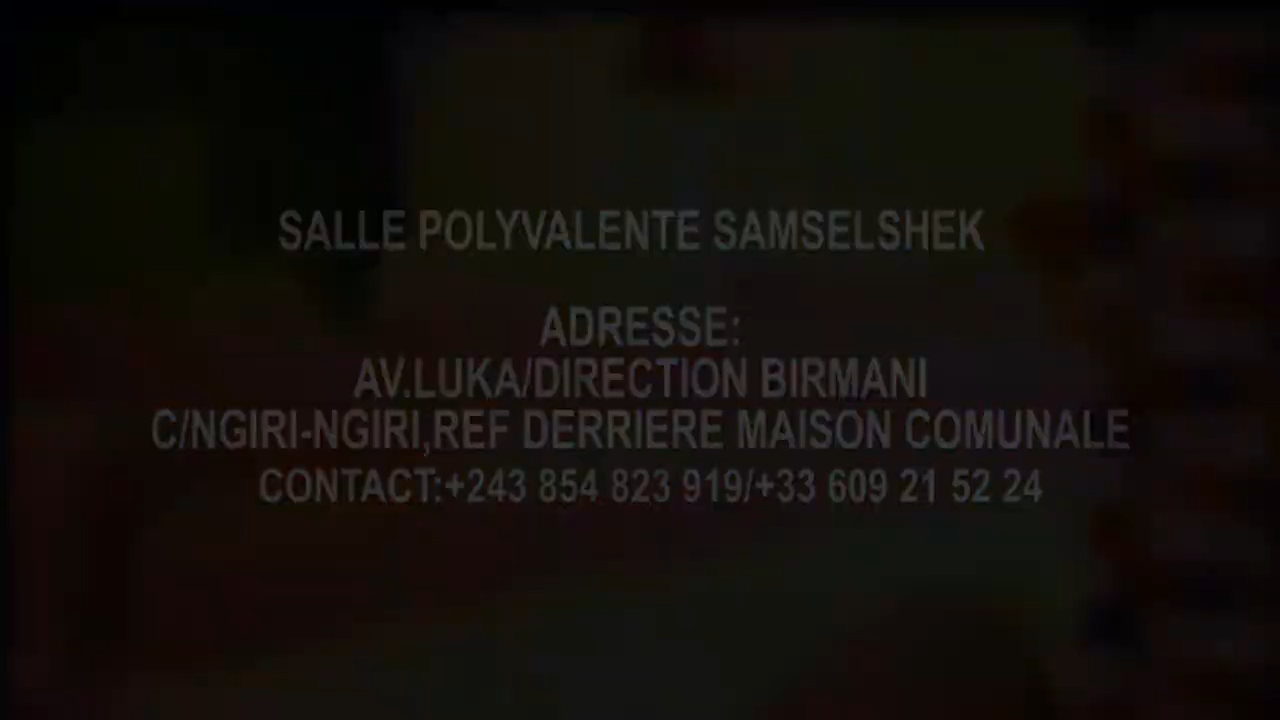 SALLE POLYVALENTE SAMSELSHEK
ADRESSE:
AV.LUKA/DIRECTION BIRMANI
C/NGIRI-NGIRI,REF DERRIERE MAISON COMUNALE
CONTACT:+243 854 823 919/+33 609 21 52 24